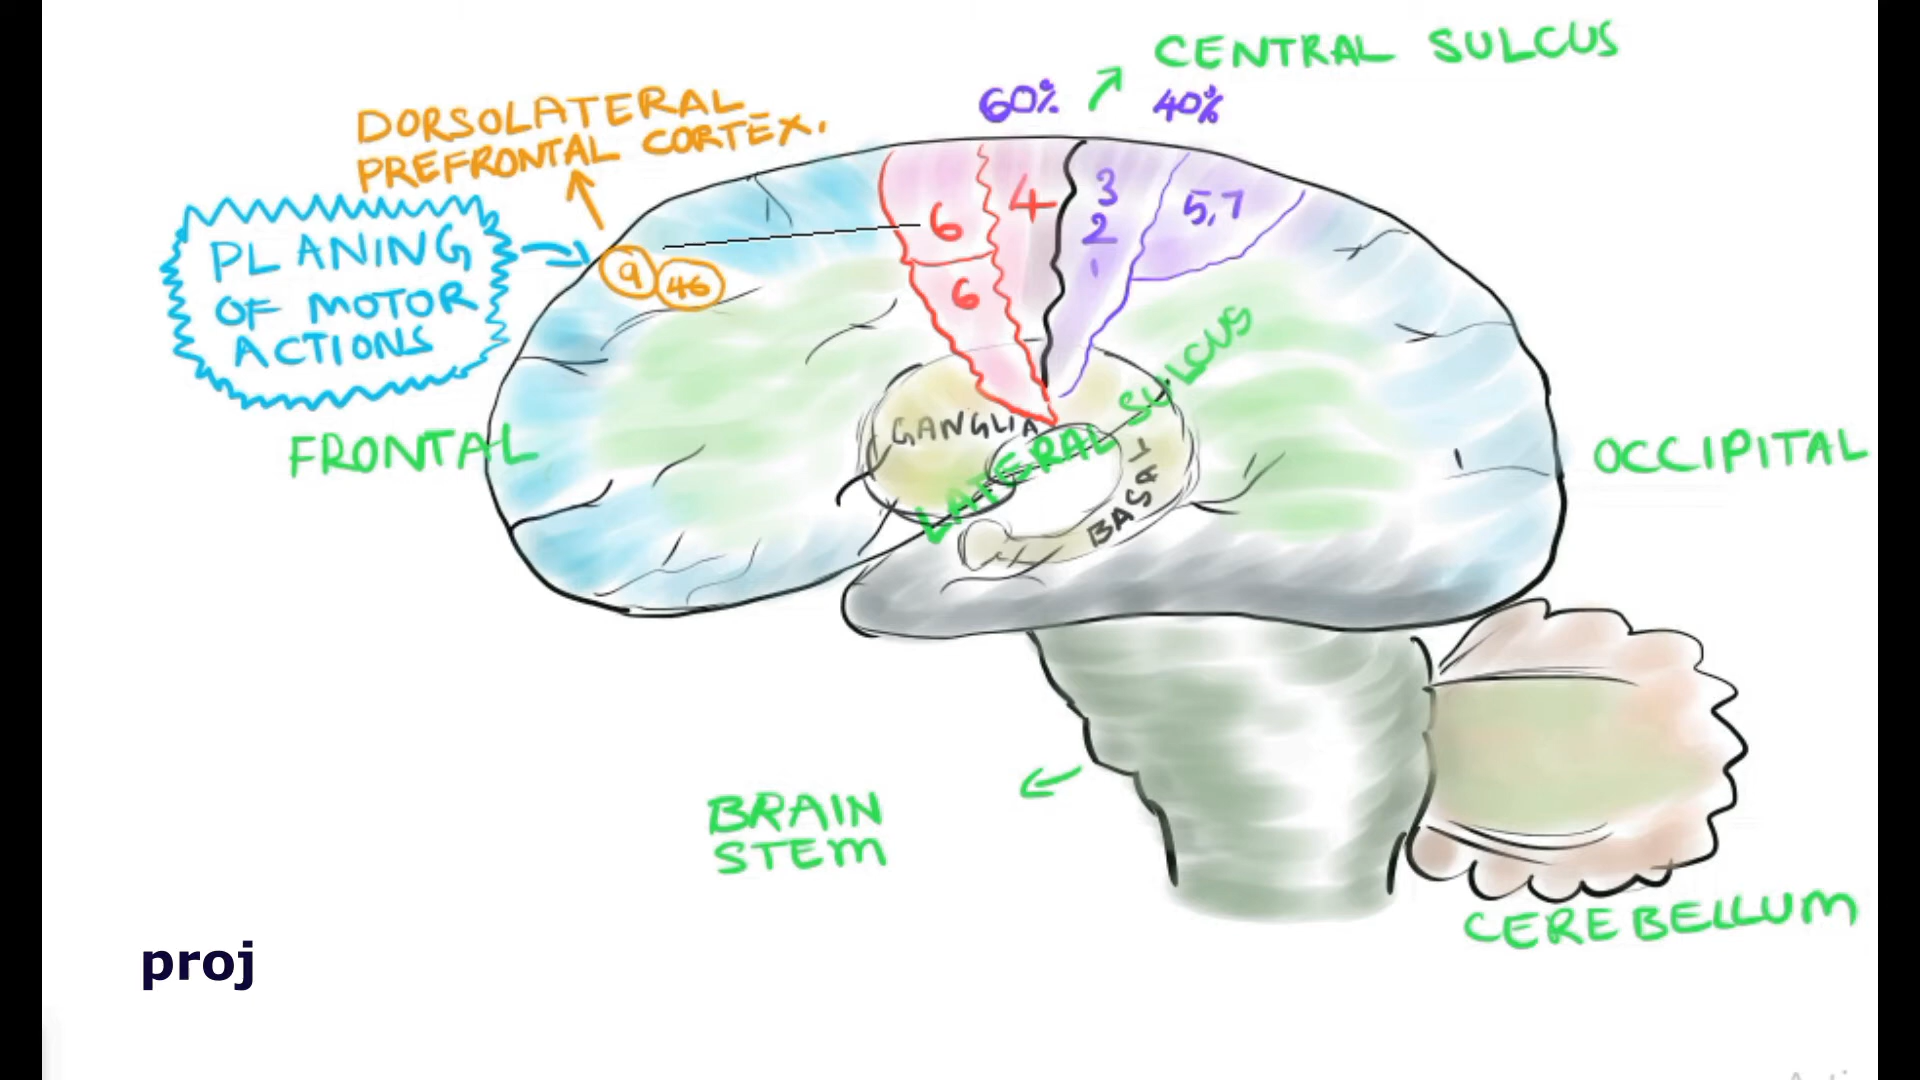 CENTRAL SULCUS
60% 40%
DORSOLATERAL
PREFRONTAL CORTEX.
PLANING
OF MOTOR
ACTIONS
9 46
6 4
6
3
2
1
5,7
FRONTAL
GANGLIA
LATERAL SULCUS
BASAL
OCCIPITAL
BRAIN
STEM
CEREBELLUM
proj